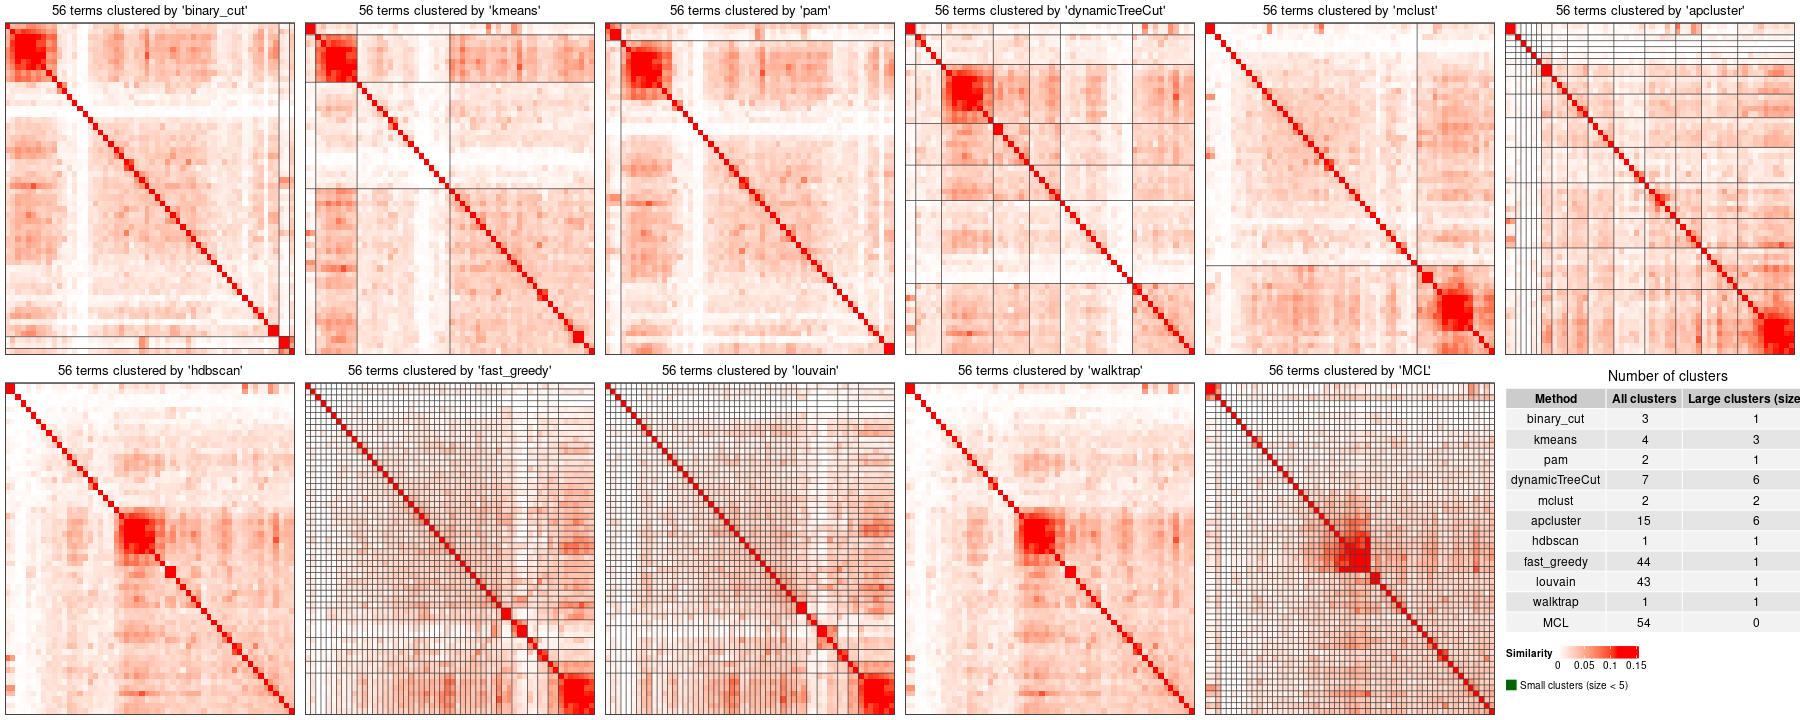 56 terms clustered by 'binary_cut'
56 terms clustered by 'kmeans'
56 terms clustered by 'pam'
56 terms clustered by 'dynamicTreeCut'
56 terms clustered by 'mclust'
56 terms clustered by 'apcluster'
56 terms clustered by 'hdbscan'
56 terms clustered by 'fast_greedy'
56 terms clustered by 'louvain'
56 terms clustered by 'walktrap'
56 terms clustered by 'MCL'
Number of clusters
Method All clusters Large clusters (size
binary_cut 3 1
kmeans 4 3
pam 2 1
dynamicTreeCut 7 6
mclust 2 2
apcluster 15 6
hdbscan 1 1
fast_greedy 44 1
louvain 43 1
walktrap 1 1
MCL 54 0
Similarity
0 0.05 0.1 0.15
Small clusters (size < 5)